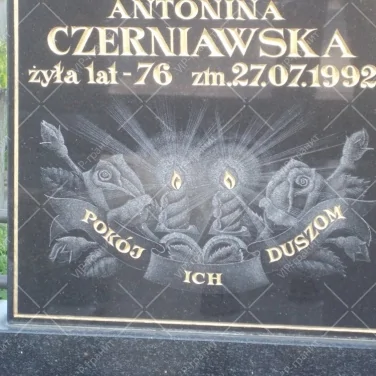 ANTONINA
CZERNIAWSKA
żyła lat-76 zm.27.07.1992
POKÓJ ICH DUSZOM